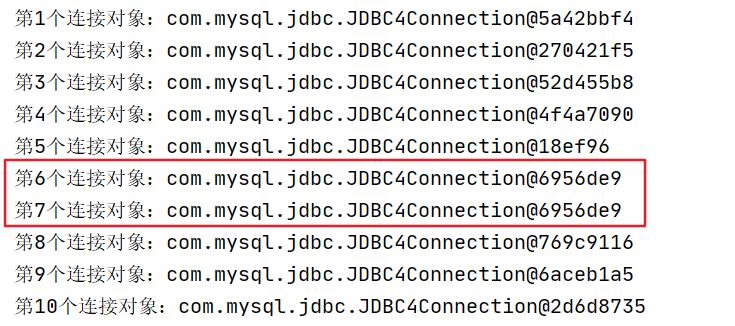 第1个连接对象：com.mysql.jdbc.JDBC4Connection@5a42bbf4
第2个连接对象：com.mysql.jdbc.JDBC4Connection@270421f5
第3个连接对象：com.mysql.jdbc.JDBC4Connection@52d455b8
第4个连接对象：com.mysql.jdbc.JDBC4Connection@4f4a7090
第5个连接对象：com.mysql.jdbc.JDBC4Connection@18ef96
第6个连接对象：com.mysql.jdbc.JDBC4Connection@6956de9
第7个连接对象：com.mysql.jdbc.JDBC4Connection@6956de9
第8个连接对象：com.mysql.jdbc.JDBC4Connection@769c9116
第9个连接对象：com.mysql.jdbc.JDBC4Connection@6aceb1a5
第10个连接对象：com.mysql.jdbc.JDBC4Connection@2d6d8735